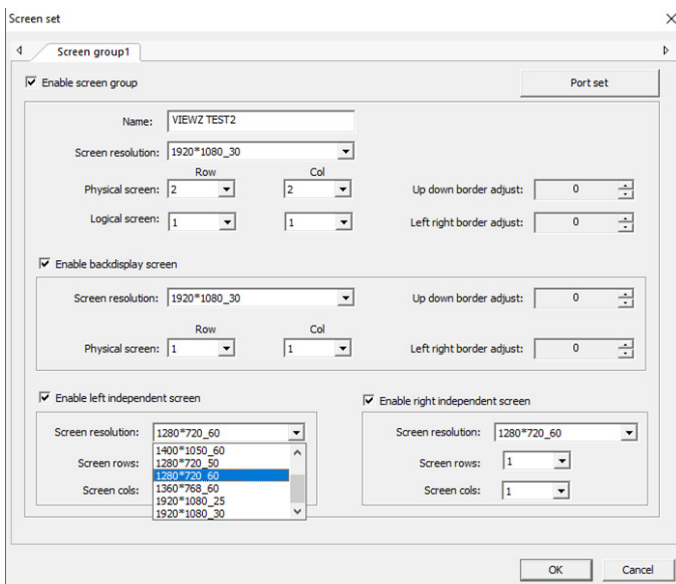 Screen set
Screen group1
Enable screen group
Port set
Name: VIEWZ TEST2
Screen resolution: 1920*1080_30
Row Col
Physical screen: 2 2 Up down border adjust: 0
Logical screen: 1 1 Left right border adjust: 0
Enable backdisplay screen
Screen resolution: 1920*1080_30 Up down border adjust: 0
Row Col
Physical screen: 1 1 Left right border adjust: 0
Enable left independent screen
Screen resolution: 1280*720_60
1400*1050_60
1280*720_50
1280*720_60
1360*768_60
1920*1080_25
1920*1080_30
Screen rows:
Screen cols:
Enable right independent screen
Screen resolution: 1280*720_60
Screen rows: 1
Screen cols: 1
OK Cancel